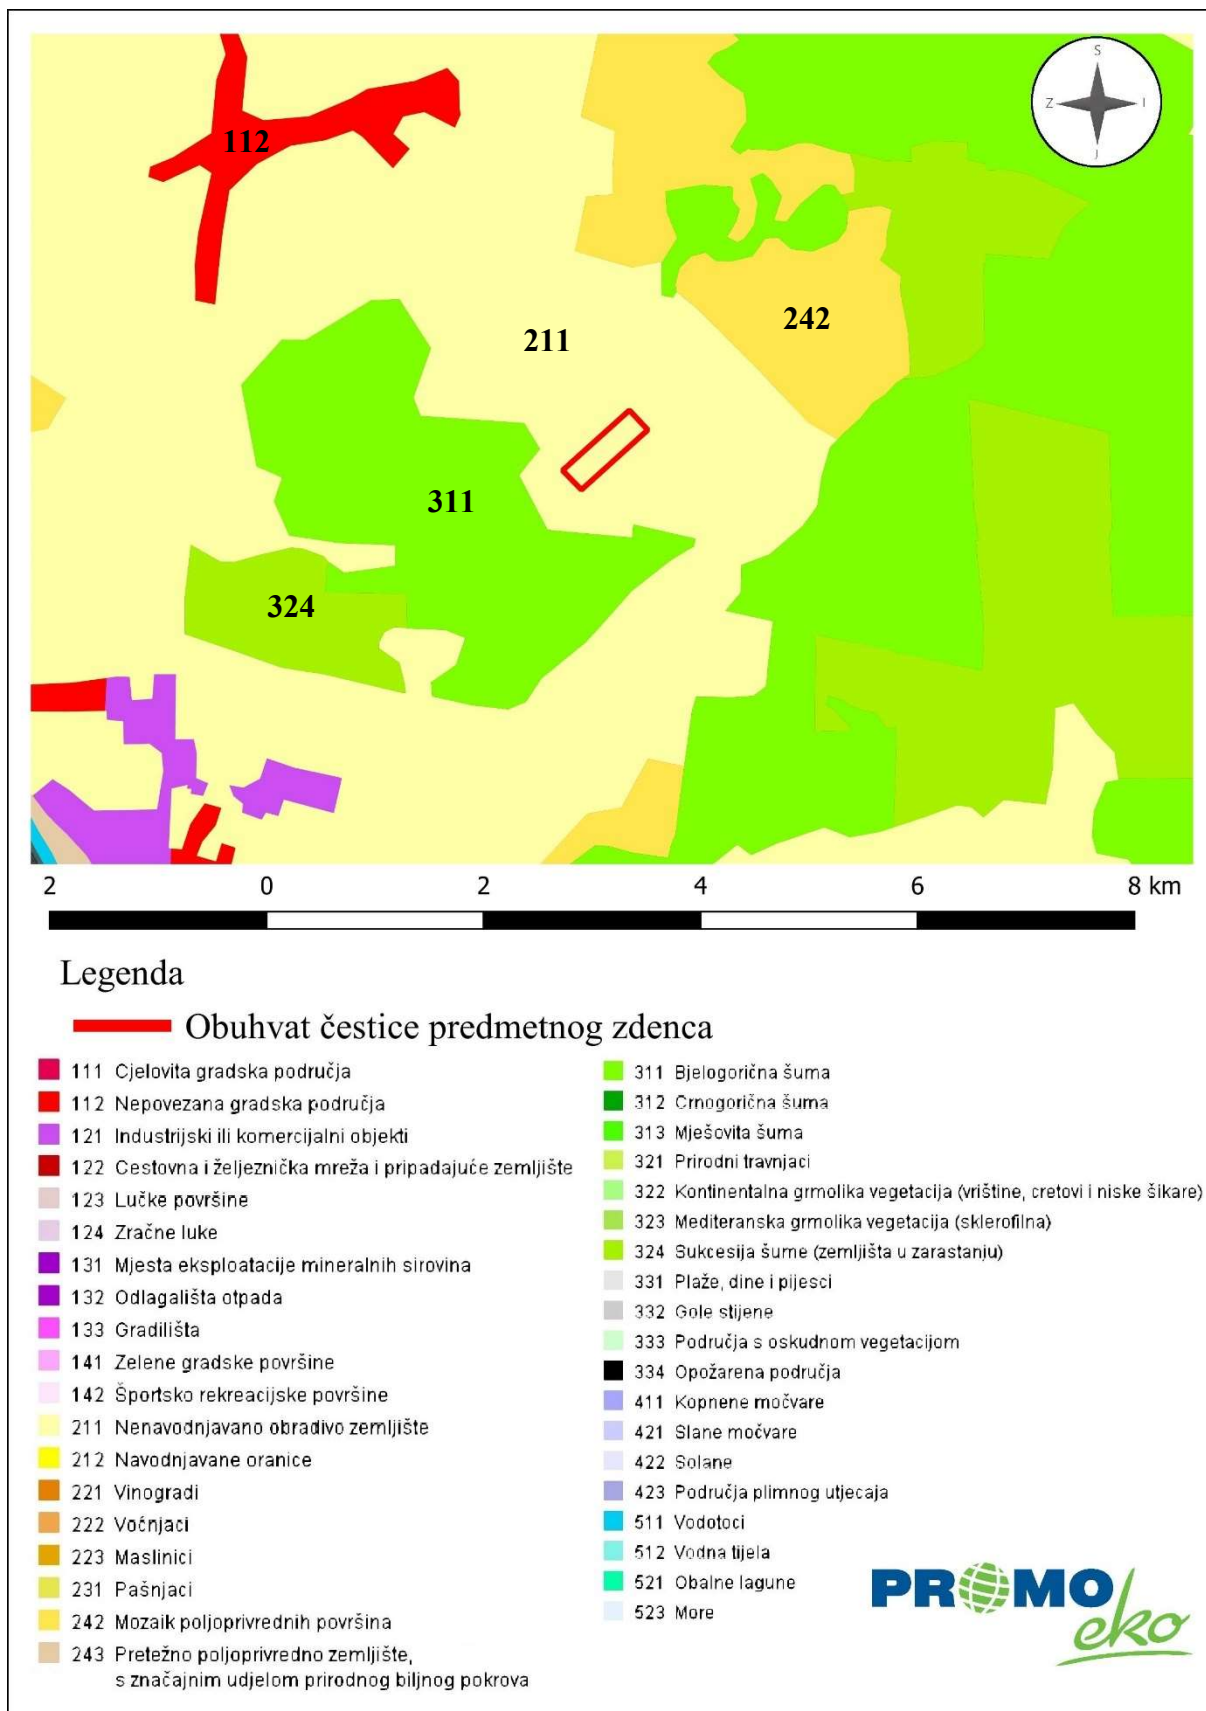 S
Z
I
J
112
211
242
311
324
2 0 2 4 6 8 km
Legenda
Obuhvat čestice predmetnog zdenca
111 Cjelovita gradska područja
112 Nepovezana gradska područja
121 Industrijski ili komercijalni objekti
122 Cestovna i željeznička mreža i pripadajuće zemljište
123 Lučke površine
124 Zračne luke
131 Mjesta eksploatacije mineralnih sirovina
132 Odlagališta otpada
133 Gradilišta
141 Zelene gradske površine
142 Športsko rekreacijske površine
211 Nenavodnjavano obradivo zemljište
212 Navodnjavane oranice
221 Vinogradi
222 Voćnjaci
223 Maslinici
231 Pašnjaci
242 Mozaik poljoprivrednih površina
243 Pretežno poljoprivredno zemljište,
s značajnim udjelom prirodnog biljnog pokrova
311 Bjelogorična šuma
312 Crnogorična šuma
313 Mješovita šuma
321 Prirodni travnjaci
322 Kontinentalna grmolika vegetacija (vrištine, cretovi i niske šikare)
323 Mediteranska grmolika vegetacija (sklerofilna)
324 Sukcesija šume (zemljišta u zarastanju)
331 Plaže, dine i pijesci
332 Gole stijene
333 Područja s oskudnom vegetacijom
334 Opožarena područja
411 Kopnene močvare
421 Slane močvare
422 Solane
423 Područja plimnog utjecaja
511 Vodotoci
512 Vodna tijela
521 Obalne lagune
523 More
PROMO
eko